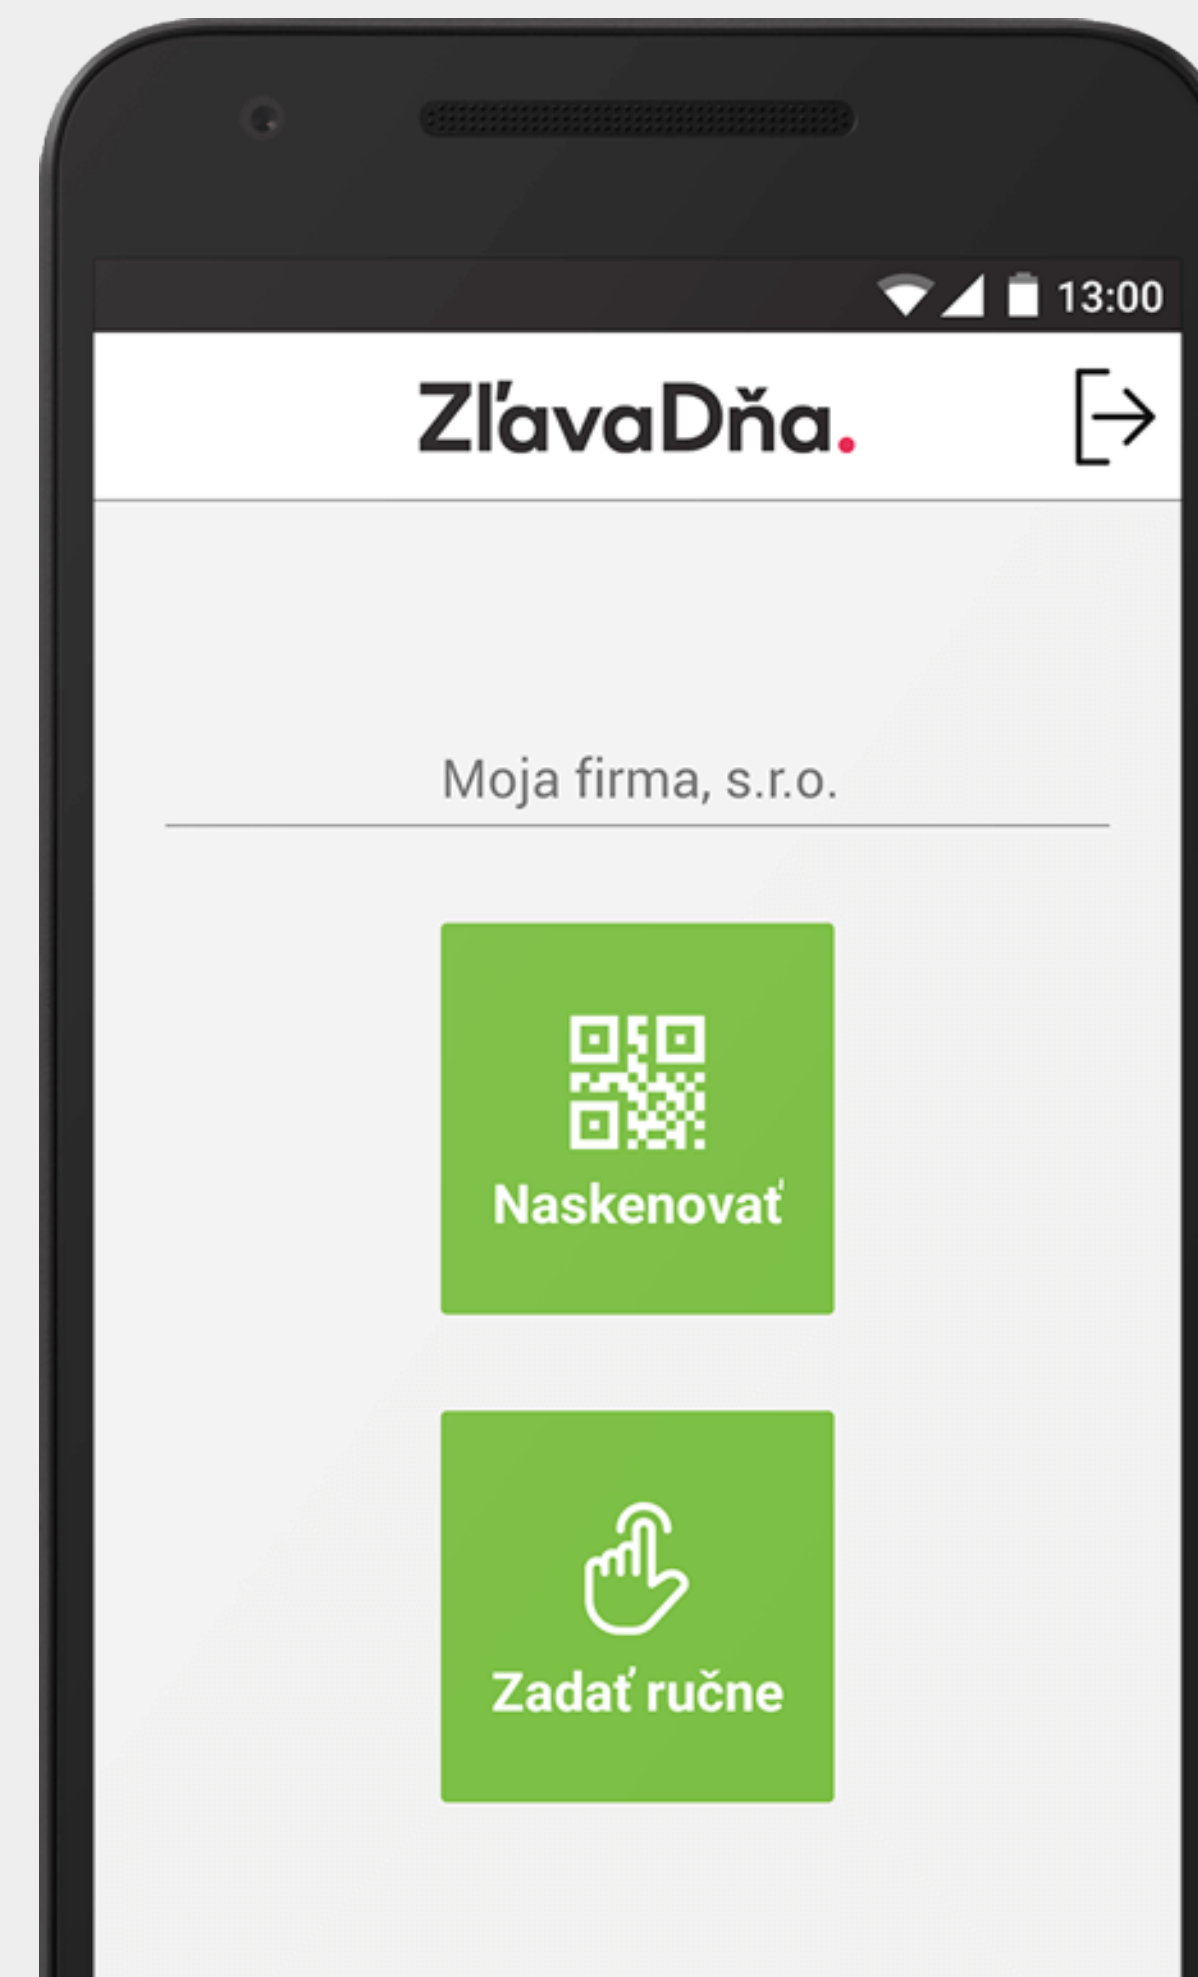 13:00
ZľavaDňa.
Moja firma, s.r.o.
Naskenovať
Zadať ručne